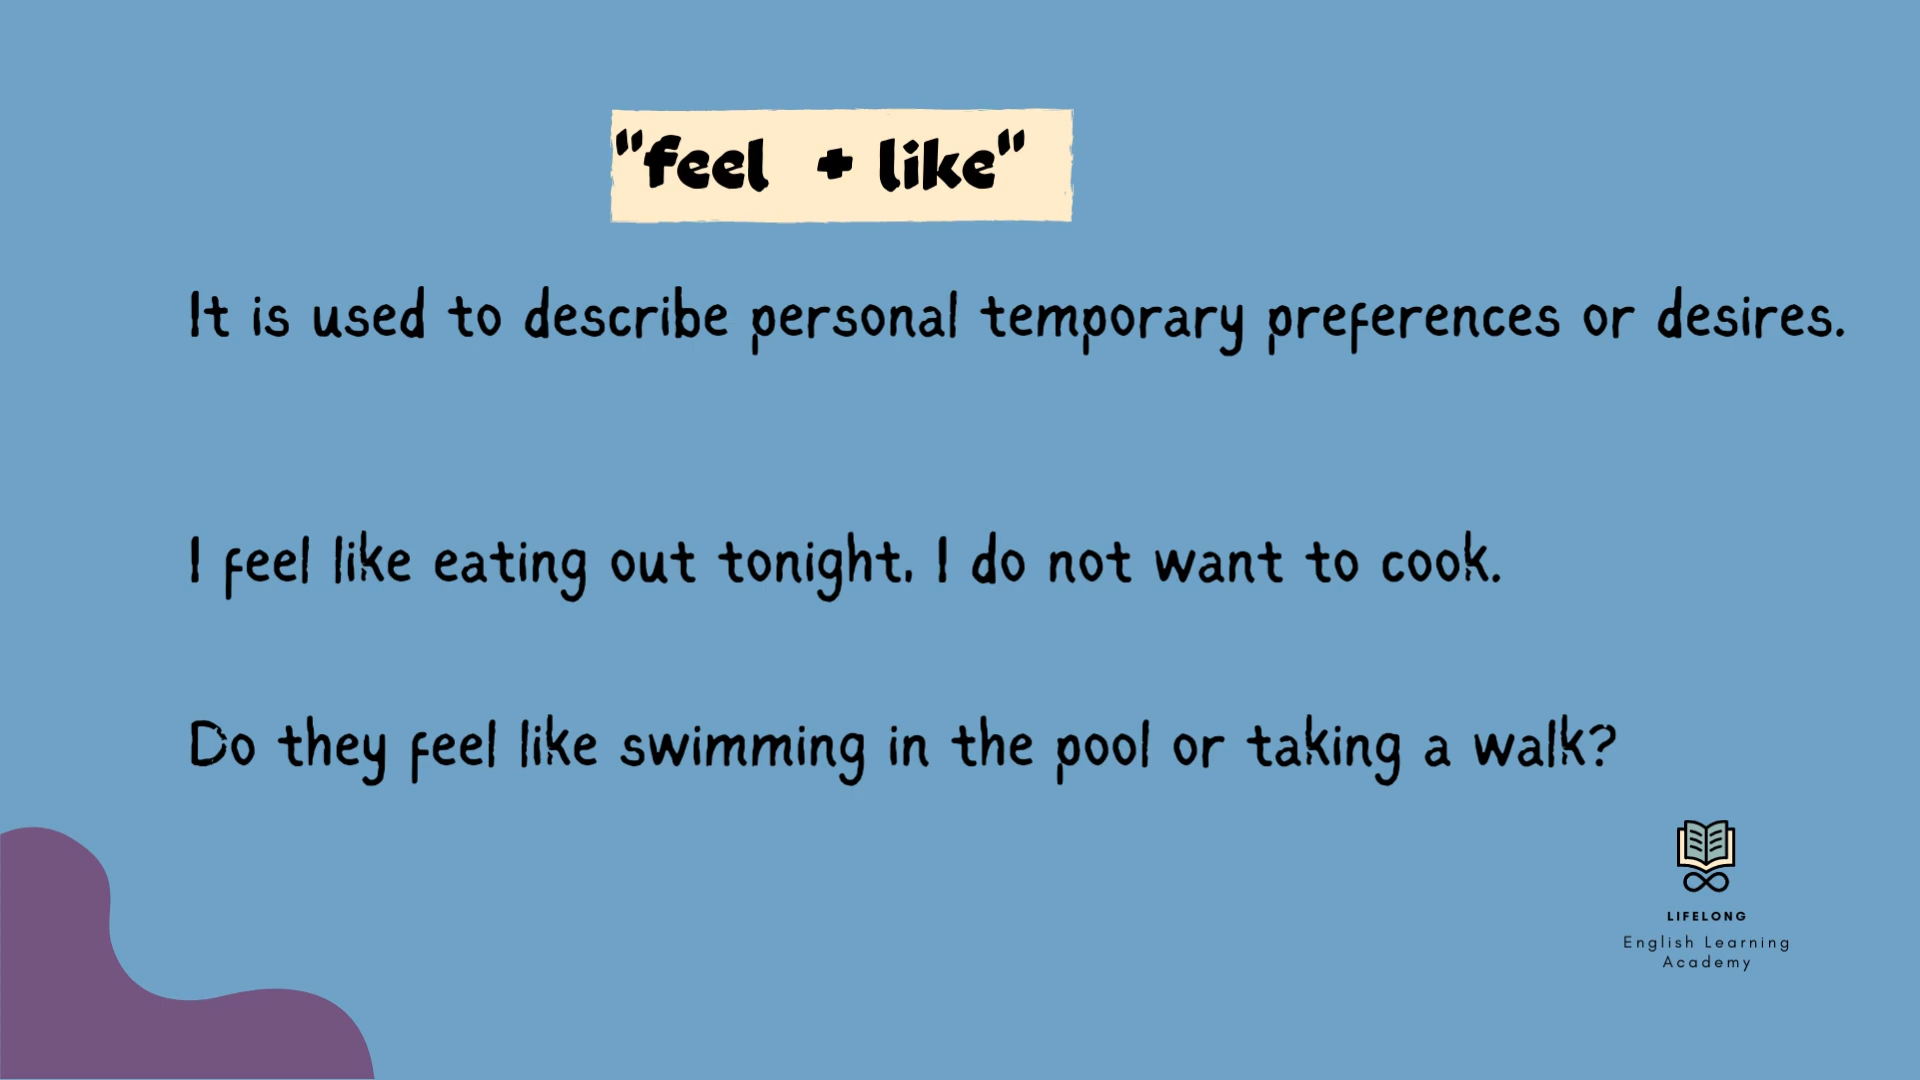 "feel + like"
It is used to describe personal temporary preferences or desires.
I feel like eating out tonight. I do not want to cook.
Do they feel like swimming in the pool or taking a walk?
LIFELONG
English Learning
Academy